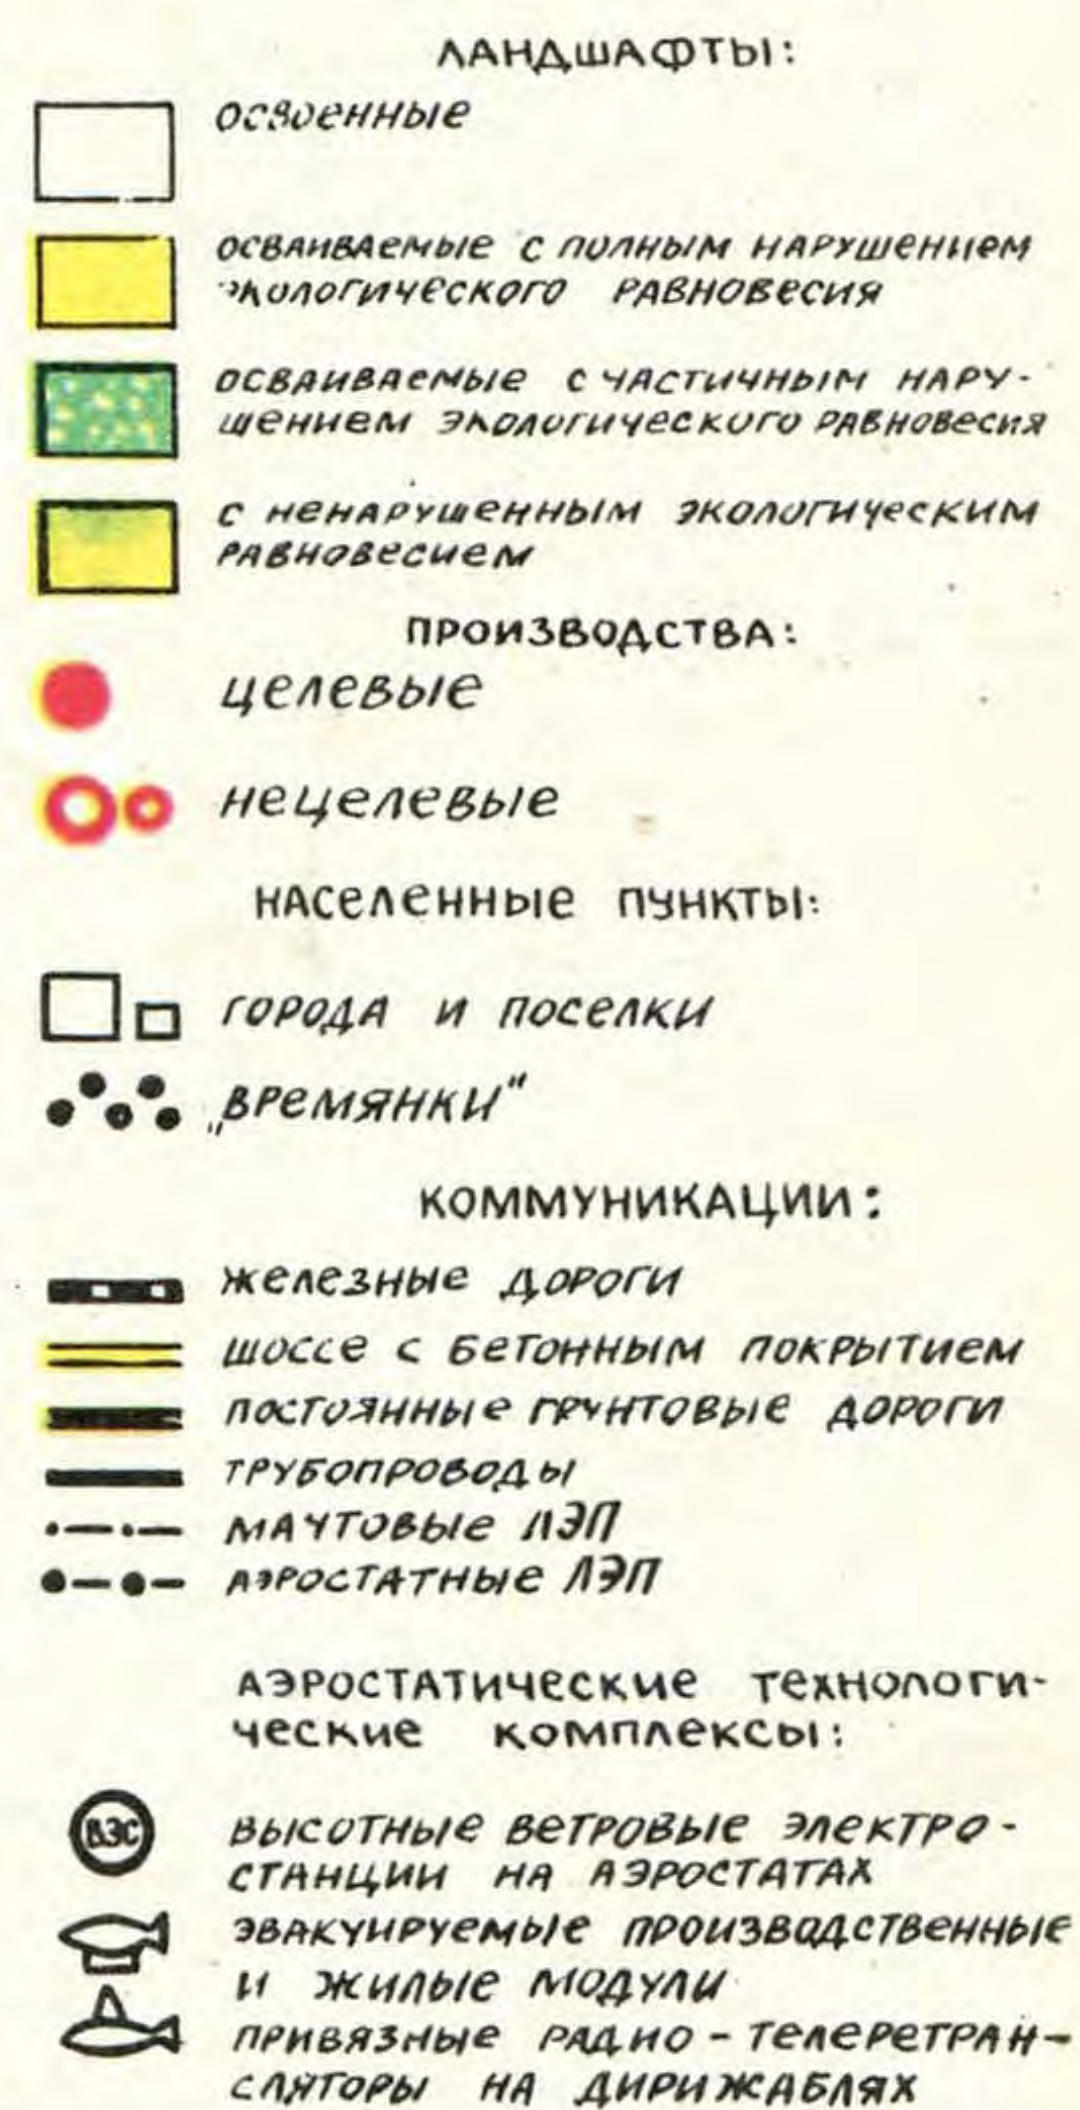 ЛАНДШАФТЫ:
освоенные
осваиваемые с полным нарушением
экологического равновесия
осваиваемые с частичным нару-
шением экологического равновесия
с ненарушенным экологическим
равновесием
ПРОИЗВОДСТВА:
целевые
нецелевые
НАСЕЛЕННЫЕ ПУНКТЫ:
города и поселки
„времянки"
КОММУНИКАЦИИ:
железные дороги
шоссе с бетонным покрытием
постоянные грунтовые дороги
трубопроводы
мачтовые ЛЭП
аэростатные ЛЭП
АЭРОСТАТИЧЕСКИЕ ТЕХНОЛОГИ-
ЧЕСКИЕ КОМПЛЕКСЫ:
ВЭС
высотные ветровые электро-
станции на аэростатах
эвакуируемые производственные
и жилые модули
привязные радио-телеретран-
сляторы на дирижаблях